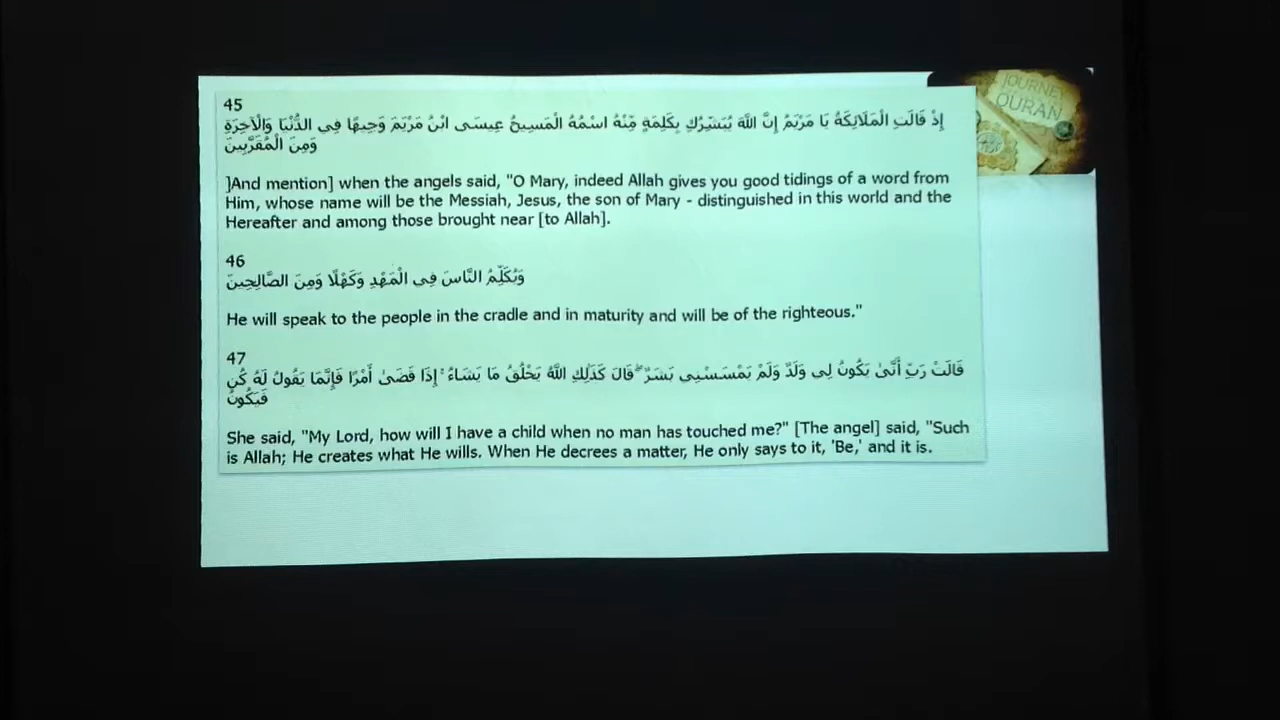 JOURNEY
QURAN
45
إِذْ قَالَتِ الْمَلَائِكَةُ يَا مَرْيَمُ إِنَّ اللَّهَ يُبَشِّرُكِ بِكَلِمَةٍ مِّنْهُ اسْمُهُ الْمَسِيحُ عِيسَى ابْنُ مَرْيَمَ وَجِيهًا فِي الدُّنْيَا وَالْآخِرَةِ
وَمِنَ الْمُقَرَّبِينَ
]And mention] when the angels said, "O Mary, indeed Allah gives you good tidings of a word from
Him, whose name will be the Messiah, Jesus, the son of Mary - distinguished in this world and the
Hereafter and among those brought near [to Allah].
46
وَيُكَلِّمُ النَّاسَ فِي الْمَهْدِ وَكَهْلًا وَمِنَ الصَّالِحِينَ
He will speak to the people in the cradle and in maturity and will be of the righteous."
47
قَالَتْ رَبِّ أَنَّىٰ يَكُونُ لِي وَلَدٌ وَلَمْ يَمْسَسْنِي بَشَرٌ ۖ قَالَ كَذَٰلِكِ اللَّهُ يَخْلُقُ مَا يَشَاءُ ۚ إِذَا قَضَىٰ أَمْرًا فَإِنَّمَا يَقُولُ لَهُ كُن
فَيَكُونُ
She said, "My Lord, how will I have a child when no man has touched me?" [The angel] said, "Such
is Allah; He creates what He wills. When He decrees a matter, He only says to it, 'Be,' and it is.